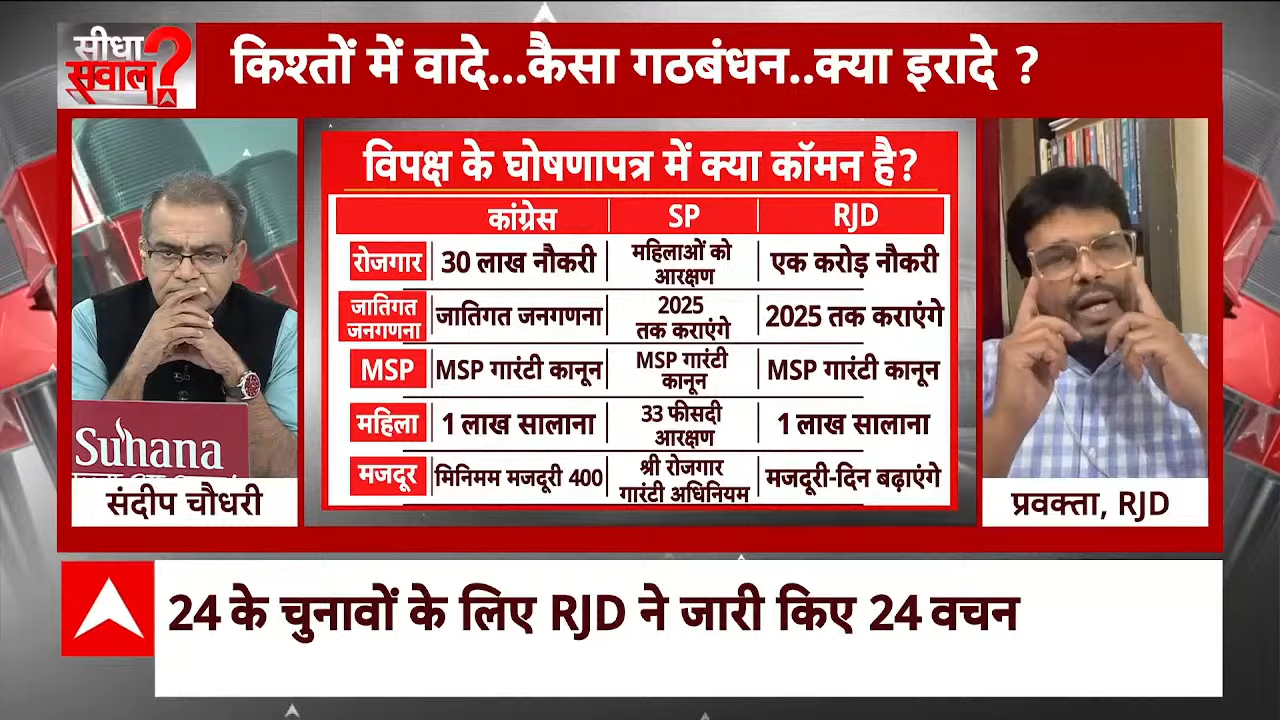 सीधा
सवाल?
किश्तों में वादे...कैसा गठबंधन..क्या इरादे ?
विपक्ष के घोषणापत्र में क्या कॉमन है?
कांग्रेस SP RJD
रोजगार 30 लाख नौकरी महिलाओं को आरक्षण एक करोड़ नौकरी
जातिगत जनगणना जातिगत जनगणना 2025 तक कराएंगे 2025 तक कराएंगे
MSP MSP गारंटी कानून MSP गारंटी कानून MSP गारंटी कानून
महिला 1 लाख सालाना 33 फीसदी आरक्षण 1 लाख सालाना
मजदूर मिनिमम मजदूरी 400 श्री रोजगार गारंटी अधिनियम मजदूरी-दिन बढ़ाएंगे
Suhana
संदीप चौधरी
प्रवक्ता, RJD
24 के चुनावों के लिए RJD ने जारी किए 24 वचन